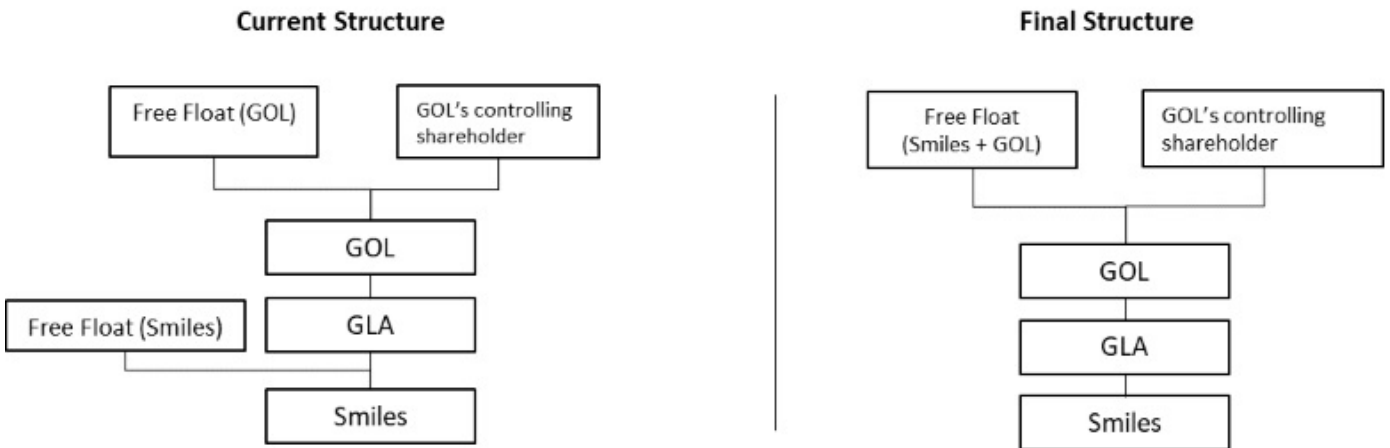 Current Structure
Free Float (GOL)
GOL's controlling
shareholder
GOL
Free Float (Smiles)
GLA
Smiles
Final Structure
Free Float
(Smiles + GOL)
GOL's controlling
shareholder
GOL
GLA
Smiles